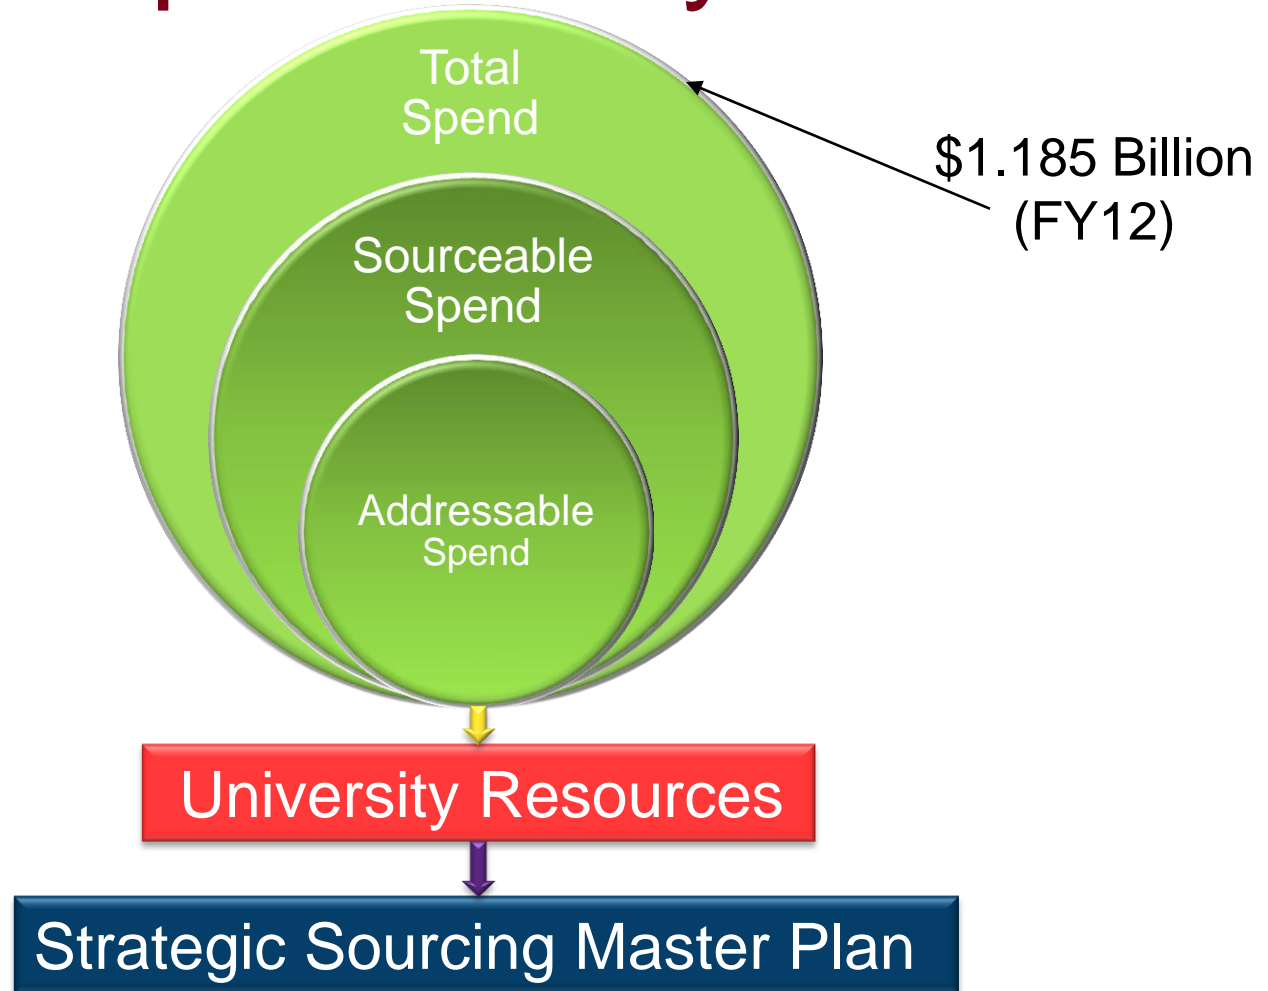 Total
Spend
$1.185 Billion
(FY12)
Sourceable
Spend
Addressable
Spend
University Resources
Strategic Sourcing Master Plan